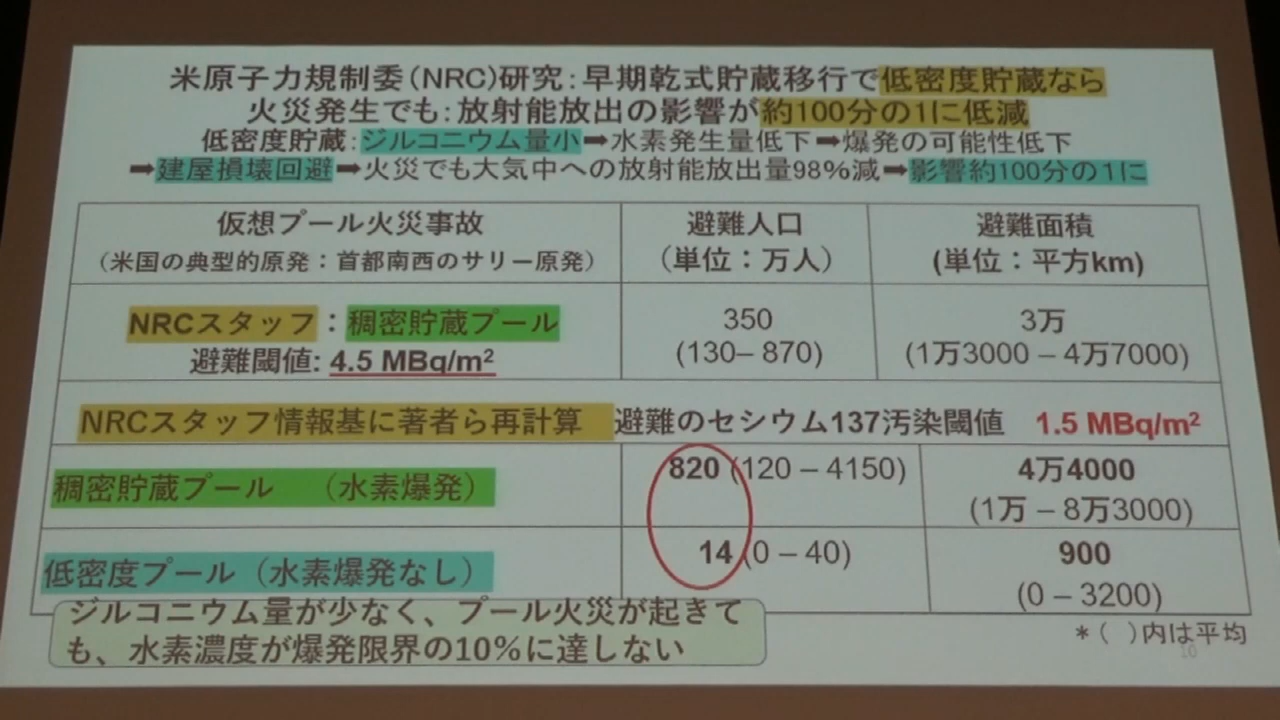 米原子力規制委(NRC)研究:早期乾式貯蔵移行で低密度貯蔵なら
火災発生でも:放射能放出の影響が約100分の1に低減
低密度貯蔵:ジルコニウム量小➡水素発生量低下➡爆発の可能性低下
➡建屋損壊回避➡火災でも大気中への放射能放出量98%減➡影響約100分の1に
仮想プール火災事故
(米国の典型的原発:首都南西のサリー原発)
避難人口
(単位:万人)
避難面積
(単位:平方km)
NRCスタッフ:稠密貯蔵プール
避難閾値: 4.5 MBq/m²
350
(130– 870)
3万
(1万3000 – 4万7000)
NRCスタッフ情報基に著者ら再計算 避難のセシウム137汚染閾値 1.5 MBq/m²
稠密貯蔵プール (水素爆発)
820 (120 – 4150)
4万4000
(1万 – 8万3000)
低密度プール(水素爆発なし)
14 (0 – 40)
900
(0 – 3200)
ジルコニウム量が少なく、プール火災が起きて
も、水素濃度が爆発限界の10%に達しない
*( )内は平均
10